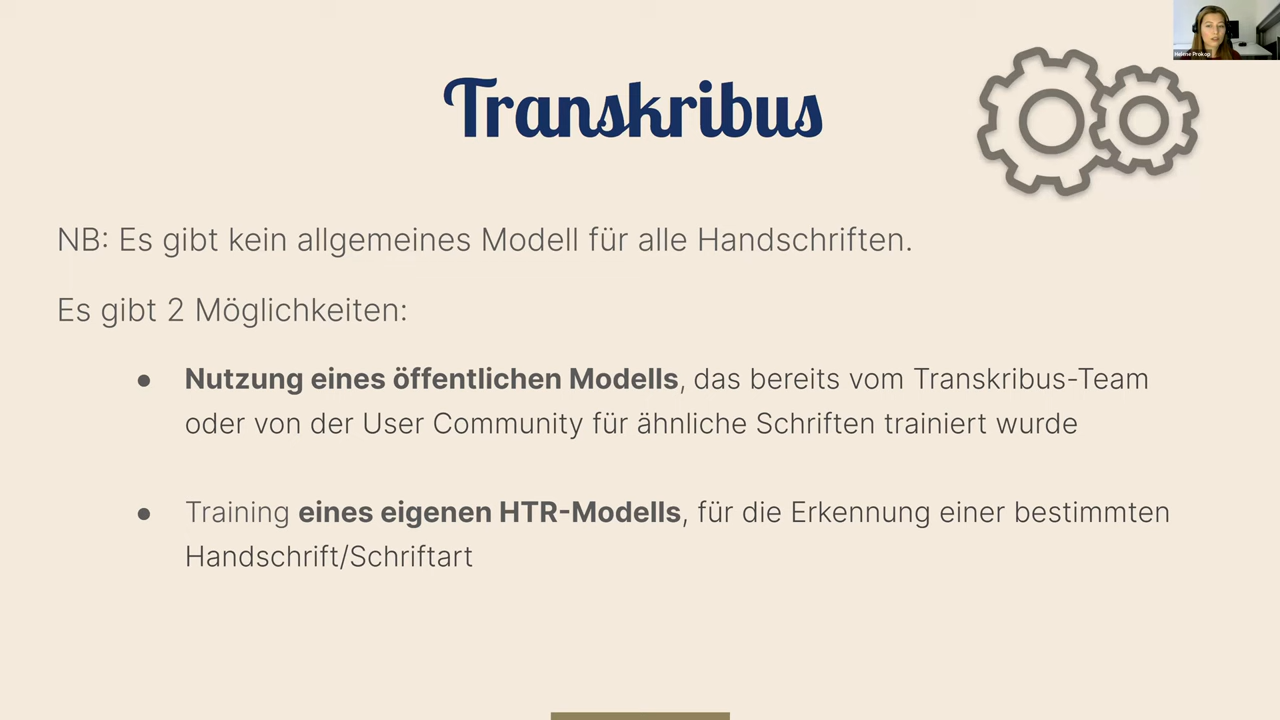 Transkribus
Helene Prokop
NB: Es gibt kein allgemeines Modell für alle Handschriften.
Es gibt 2 Möglichkeiten:
● Nutzung eines öffentlichen Modells, das bereits vom Transkribus-Team
oder von der User Community für ähnliche Schriften trainiert wurde
● Training eines eigenen HTR-Modells, für die Erkennung einer bestimmten
Handschrift/Schriftart